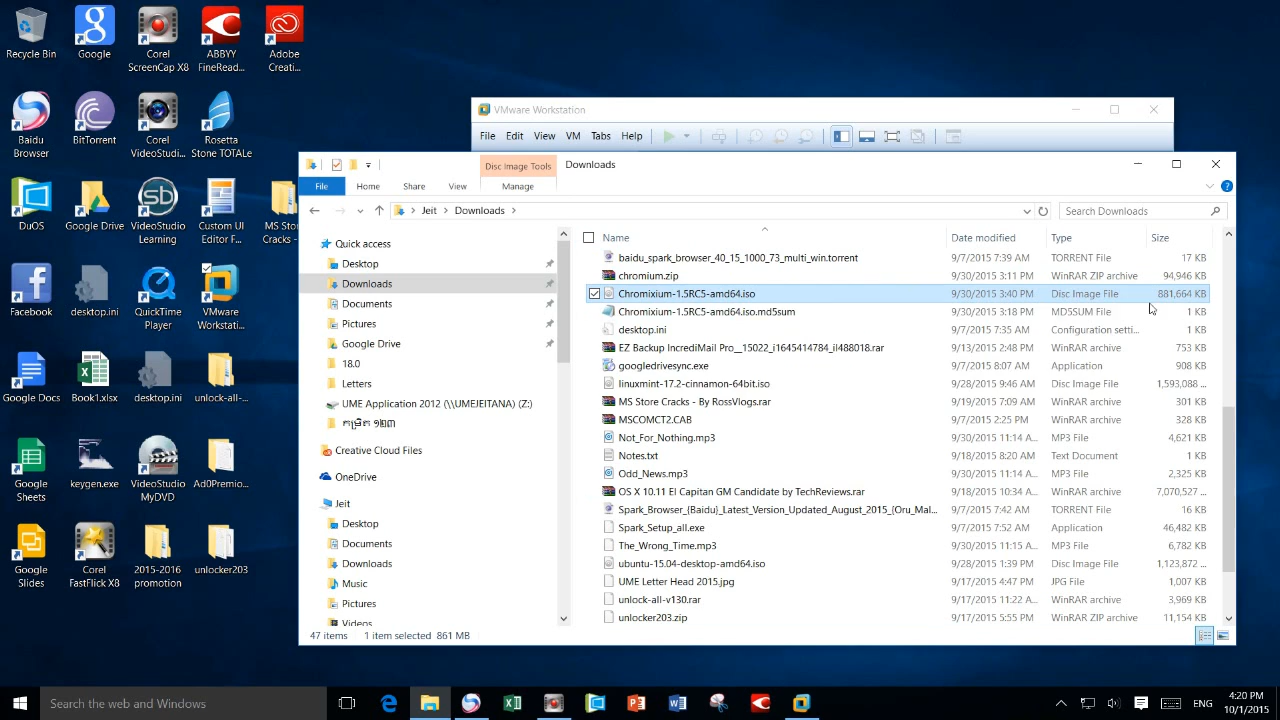 Recycle Bin
Google
Corel ScreenCap X8
ABBYY FineRead...
Adobe Creati...
Baidu Browser
BitTorrent
Corel VideoStudi...
Rosetta Stone TOTALe
DuOS
Google Drive
VideoStudio Learning
Custom UI Editor F...
MS Stor Cracks -
Facebook
desktop.ini
QuickTime Player
VMware Workstati...
Google Docs
Book1.xlsx
desktop.ini
unlock-all-...
Google Sheets
keygen.exe
VideoStudio MyDVD
Ad0Premio...
Google Slides
Corel FastFlick X8
2015-2016 promotion
unlocker203
VMware Workstation
File Edit View VM Tabs Help
Disc Image Tools Downloads
File Home Share View Manage
Jeit Downloads Search Downloads
Quick access
Desktop
Downloads
Documents
Pictures
Google Drive
18.0
Letters
UME Application 2012 (\\UMEJEITANA) (Z:)
កម្រិត ១២៣
Creative Cloud Files
OneDrive
Jeit
Desktop
Documents
Downloads
Music
Pictures
Videos
Name Date modified Type Size
baidu_spark_browser_40_15_1000_73_multi_win.torrent 9/7/2015 7:39 AM TORRENT File 17 KB
chromium.zip 9/30/2015 3:11 PM WinRAR ZIP archive 94,946 KB
Chromixium-1.5RC5-amd64.iso 9/30/2015 3:40 PM Disc Image File 881,664 KB
Chromixium-1.5RC5-amd64.iso.md5sum 9/30/2015 3:18 PM MD5SUM File 1 KB
desktop.ini 9/7/2015 7:35 AM Configuration setti... 1 KB
EZ Backup IncrediMail Pro__15022_i1645414784_il488018.rar 9/13/2015 2:48 PM WinRAR archive 753 KB
googledrivesync.exe 9/7/2015 8:07 AM Application 908 KB
linuxmint-17.2-cinnamon-64bit.iso 9/28/2015 9:46 AM Disc Image File 1,593,088 ...
MS Store Cracks - By RossVlogs.rar 9/19/2015 7:09 AM WinRAR archive 301 KB
MSCOMCT2.CAB 9/7/2015 2:25 PM WinRAR archive 328 KB
Not_For_Nothing.mp3 9/30/2015 11:14 A... MP3 File 4,621 KB
Notes.txt 9/18/2015 8:20 AM Text Document 1 KB
Odd_News.mp3 9/30/2015 11:14 A... MP3 File 2,325 KB
OS X 10.11 El Capitan GM Candidate by TechReviews.rar 9/18/2015 10:34 A... WinRAR archive 7,070,527 ...
Spark_Browser_{Baidu}_Latest_Version_Updated_August_2015_{Oru_Mal... 9/7/2015 7:42 AM TORRENT File 16 KB
Spark_Setup_all.exe 9/7/2015 7:52 AM Application 46,482 KB
The_Wrong_Time.mp3 9/30/2015 11:15 A... MP3 File 6,782 KB
ubuntu-15.04-desktop-amd64.iso 9/28/2015 1:39 PM Disc Image File 1,123,872 ...
UME Letter Head 2015.jpg 9/17/2015 4:47 PM JPG File 1,007 KB
unlock-all-v130.rar 9/17/2015 11:22 A... WinRAR archive 3,969 KB
unlocker203.zip 9/17/2015 5:55 PM WinRAR ZIP archive 11,154 KB
47 items 1 item selected 861 MB
Search the web and Windows
ENG
4:20 PM
10/1/2015